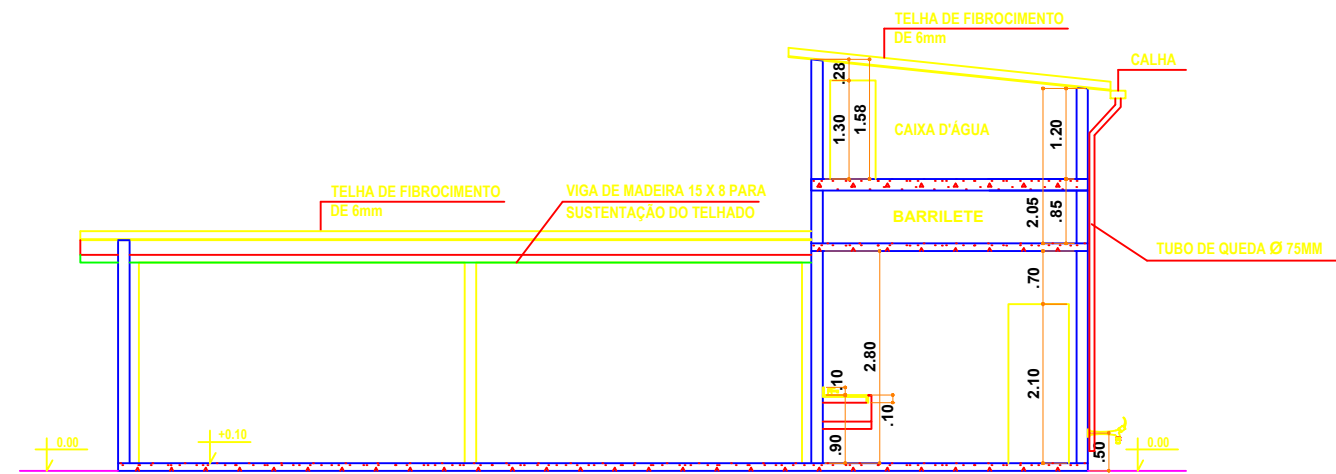 TELHA DE FIBROCIMENTO
DE 6mm
CALHA
.28
1.30
1.58
CAIXA D'ÁGUA
1.20
TELHA DE FIBROCIMENTO
DE 6mm
VIGA DE MADEIRA 15 X 8 PARA
SUSTENTAÇÃO DO TELHADO
BARRILETE
2.05
.85
TUBO DE QUEDA Ø 75MM
.70
2.80
.10
2.10
.10
.90
.50
0.00
+0.10
0.00